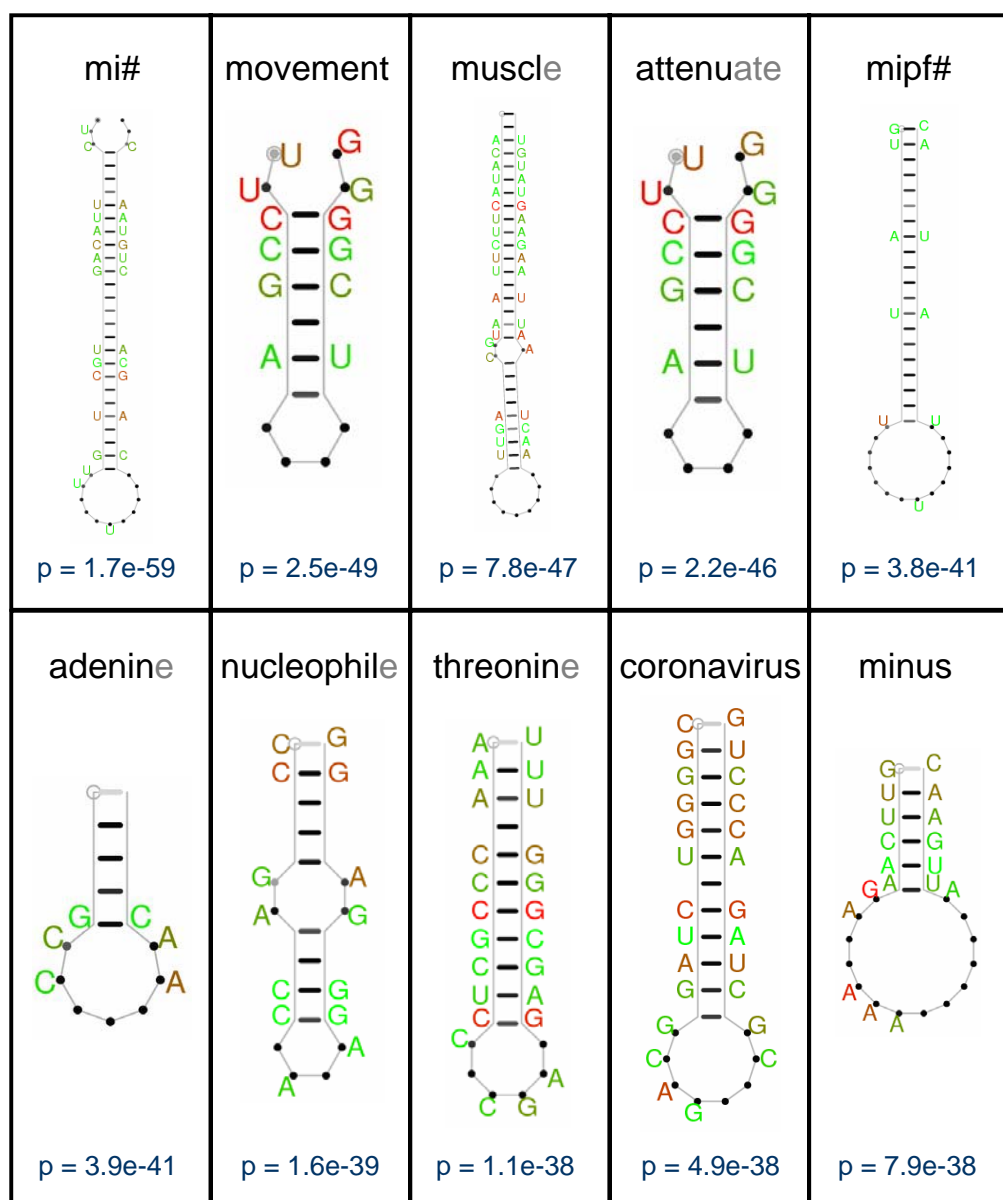 mi#
U
C C
U A
U A
A U
C G
A U
G C
U A
G C
C G
U A
G C
U
U
U
p = 1.7e-59
movement
U G
U G
C G
C G
G C
A U
p = 2.5e-49
muscle
A U
C G
A U
U A
A U
C G
U A
U A
C G
U A
U A
A U
A U
U A
G A
C
A U
G C
U A
U A
p = 7.8e-47
attenuate
U G
U G
C G
C G
G C
A U
p = 2.2e-46
mipf#
G C
U A
A U
U A
U U
U
p = 3.8e-41
adenine
G C
C A
C A
p = 3.9e-41
nucleophile
C G
C G
G A
A G
C G
C G
A
A
p = 1.6e-39
threonine
A U
A U
A U
C G
C G
C G
G C
C G
U A
C G
C
A
C G
p = 1.1e-38
coronavirus
C G
G U
G C
G C
G C
U A
C G
U A
A U
G C
G G
C C
A
G
p = 4.9e-38
minus
G C
U A
U A
C G
A U
G A U A
A
A
A A
p = 7.9e-38